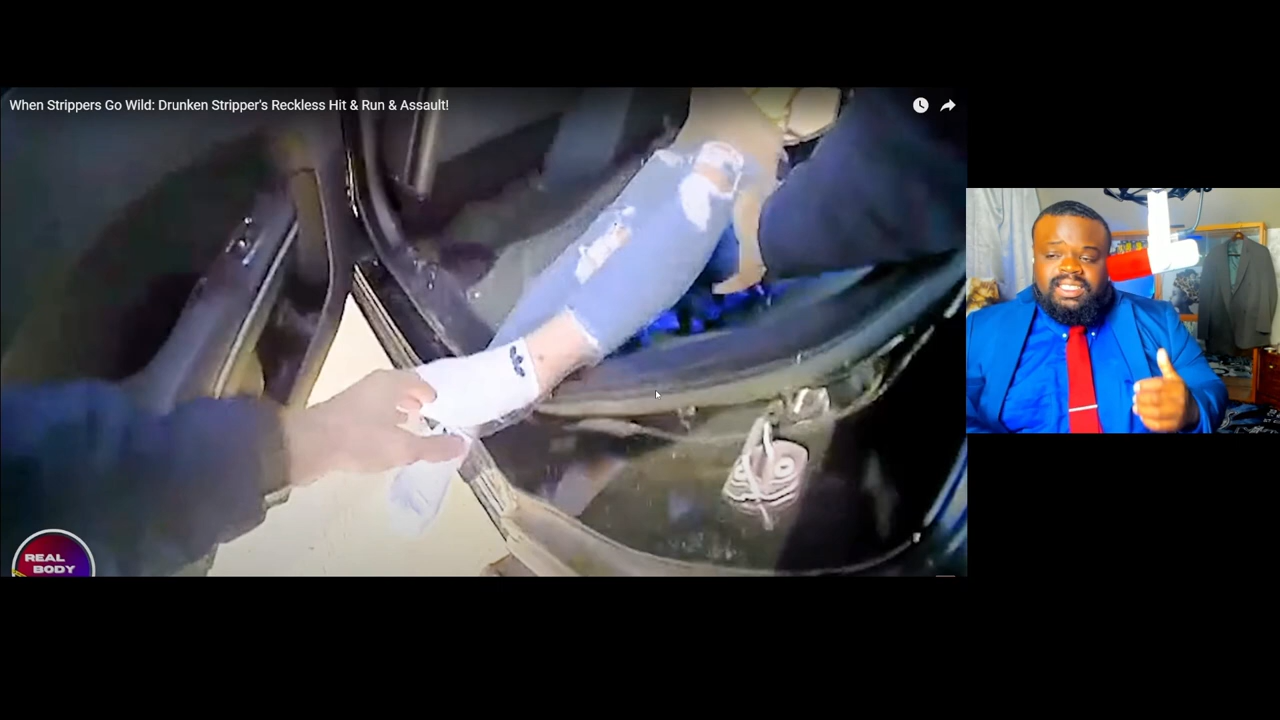 When Strippers Go Wild: Drunken Stripper's Reckless Hit & Run & Assault!
REAL
BODY